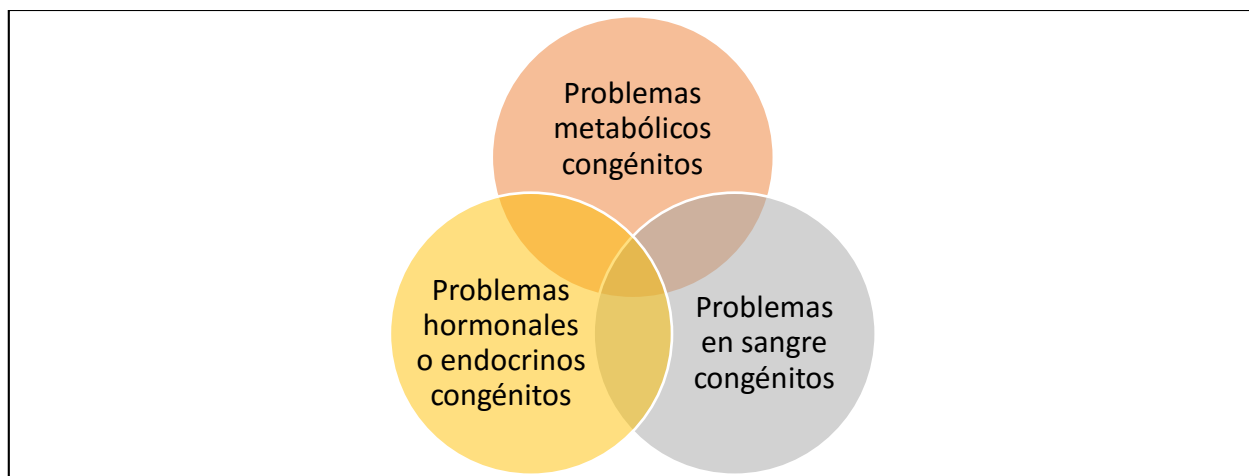 Problemas
metabólicos
congénitos
Problemas
hormonales
o endocrinos
congénitos
Problemas
en sangre
congénitos